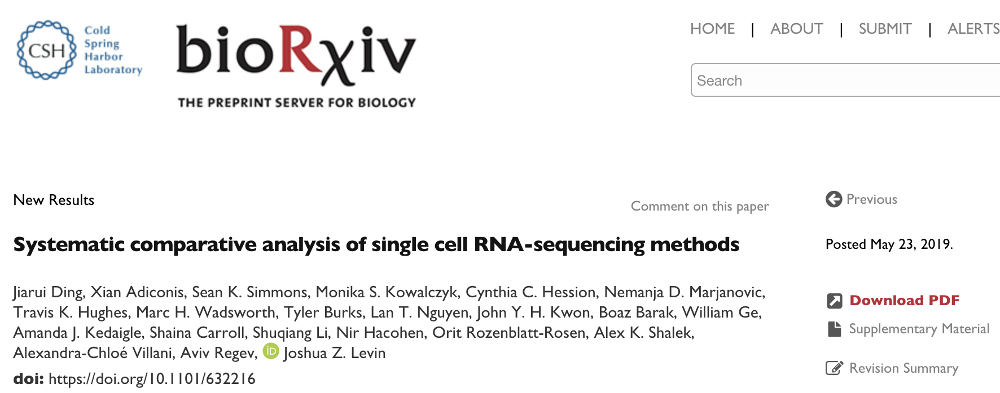 CSH
Cold
Spring
Harbor
Laboratory
bioRxiv
THE PREPRINT SERVER FOR BIOLOGY
HOME | ABOUT | SUBMIT | ALERTS
Search
New Results
Comment on this paper
Systematic comparative analysis of single cell RNA-sequencing methods
Jiarui Ding, Xian Adiconis, Sean K. Simmons, Monika S. Kowalczyk, Cynthia C. Hession, Nemanja D. Marjanovic,
Travis K. Hughes, Marc H. Wadsworth, Tyler Burks, Lan T. Nguyen, John Y. H. Kwon, Boaz Barak, William Ge,
Amanda J. Kedaigle, Shaina Carroll, Shuqiang Li, Nir Hacohen, Orit Rozenblatt-Rosen, Alex K. Shalek,
Alexandra-Chloé Villani, Aviv Regev, iD Joshua Z. Levin
doi: https://doi.org/10.1101/632216
Previous
Posted May 23, 2019.
Download PDF
Supplementary Material
Revision Summary